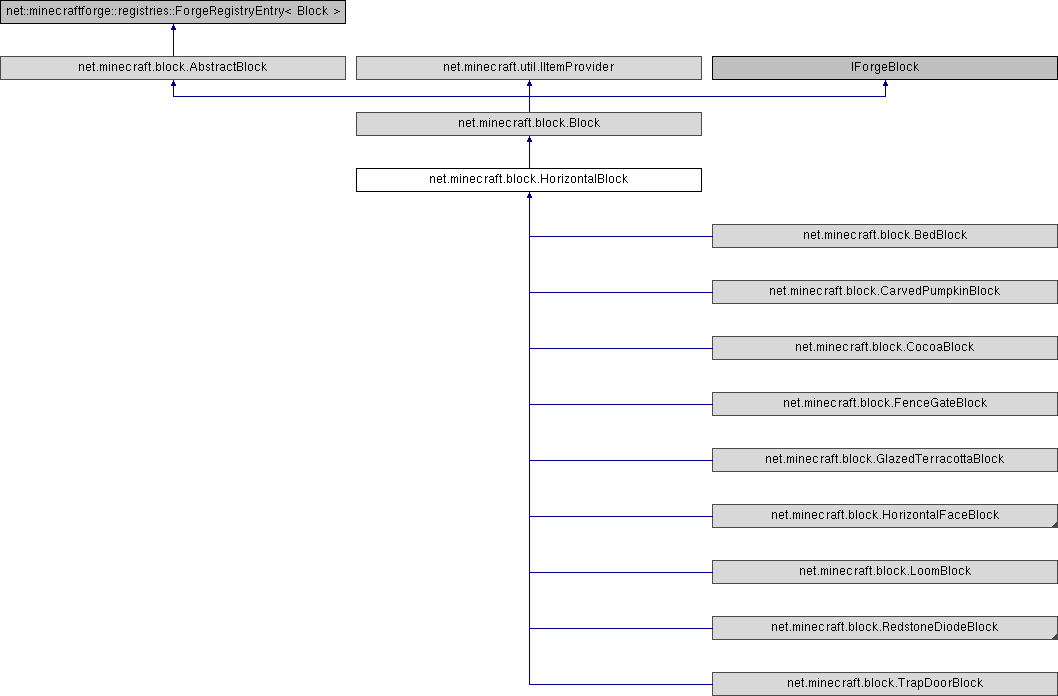 net::minecraftforge::registries::ForgeRegistryEntry< Block >
net.minecraft.block.AbstractBlock
net.minecraft.util.IItemProvider
IForgeBlock
net.minecraft.block.Block
net.minecraft.block.HorizontalBlock
net.minecraft.block.BedBlock
net.minecraft.block.CarvedPumpkinBlock
net.minecraft.block.CocoaBlock
net.minecraft.block.FenceGateBlock
net.minecraft.block.GlazedTerracottaBlock
net.minecraft.block.HorizontalFaceBlock
net.minecraft.block.LoomBlock
net.minecraft.block.RedstoneDiodeBlock
net.minecraft.block.TrapDoorBlock